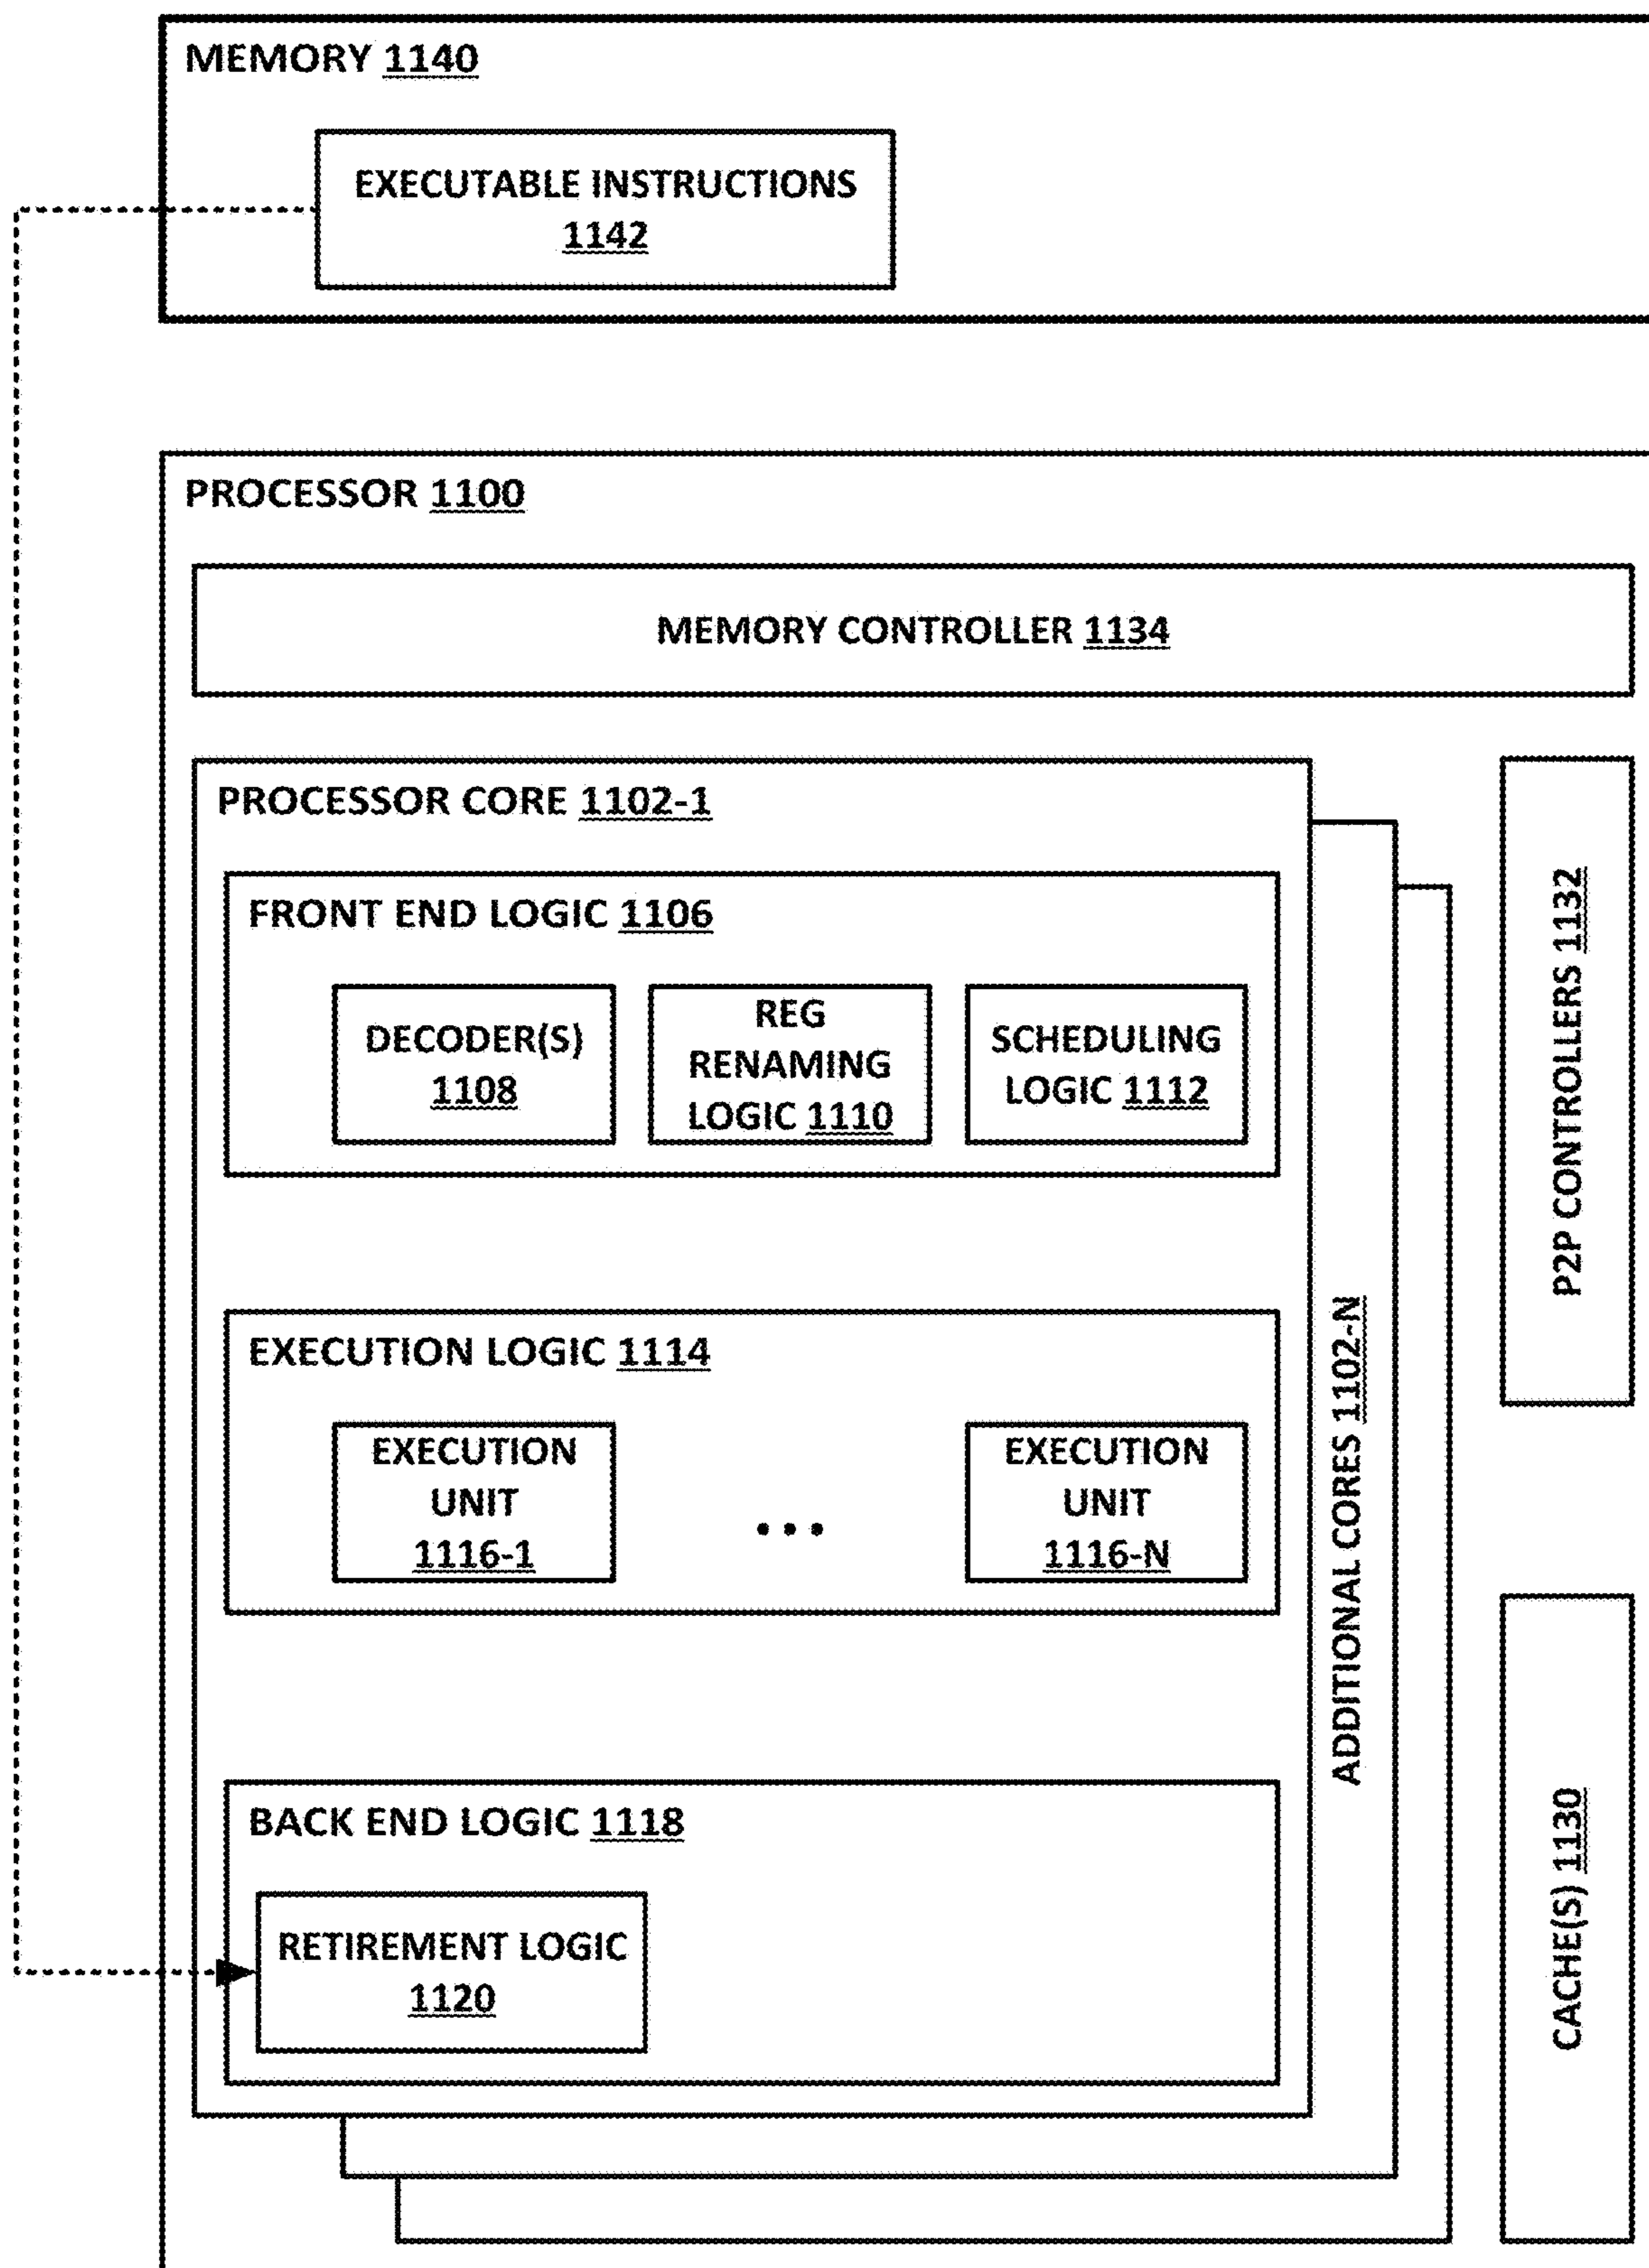 MEMORY 1140
EXECUTABLE INSTRUCTIONS
1142
PROCESSOR 1100
MEMORY CONTROLLER 1134
PROCESSOR CORE 1102-1
FRONT END LOGIC 1106
DECODER(S)
1108
REG
RENAMING
LOGIC 1110
SCHEDULING
LOGIC 1112
EXECUTION LOGIC 1114
EXECUTION
UNIT
1116-1
...
EXECUTION
UNIT
1116-N
BACK END LOGIC 1118
RETIREMENT LOGIC
1120
ADDITIONAL CORES 1102-N
P2P CONTROLLERS 1132
CACHE(S) 1130